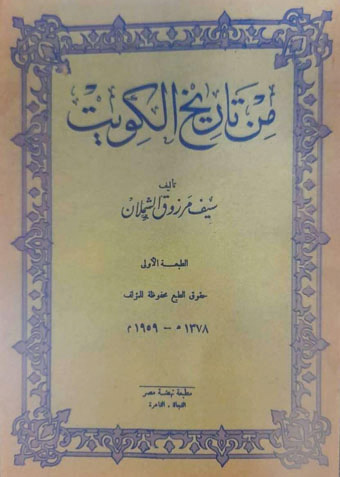 من تاريخ الكويت
تأليف
سيف مرزوق الشملان
الطبعة الأولى
حقوق الطبع محفوظة للمؤلف
١٣٧٨ ه - ١٩٥٩ م
مطبعة نهضة مصر
الفجالة . القاهرة